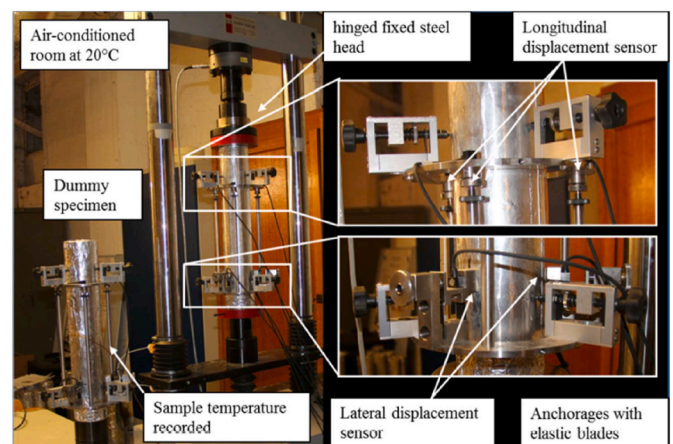 Air-conditioned
room at 20°C
hinged fixed steel
head
Longitudinal
displacement sensor
Dummy
specimen
Sample temperature
recorded
Lateral displacement
sensor
Anchorages with
elastic blades